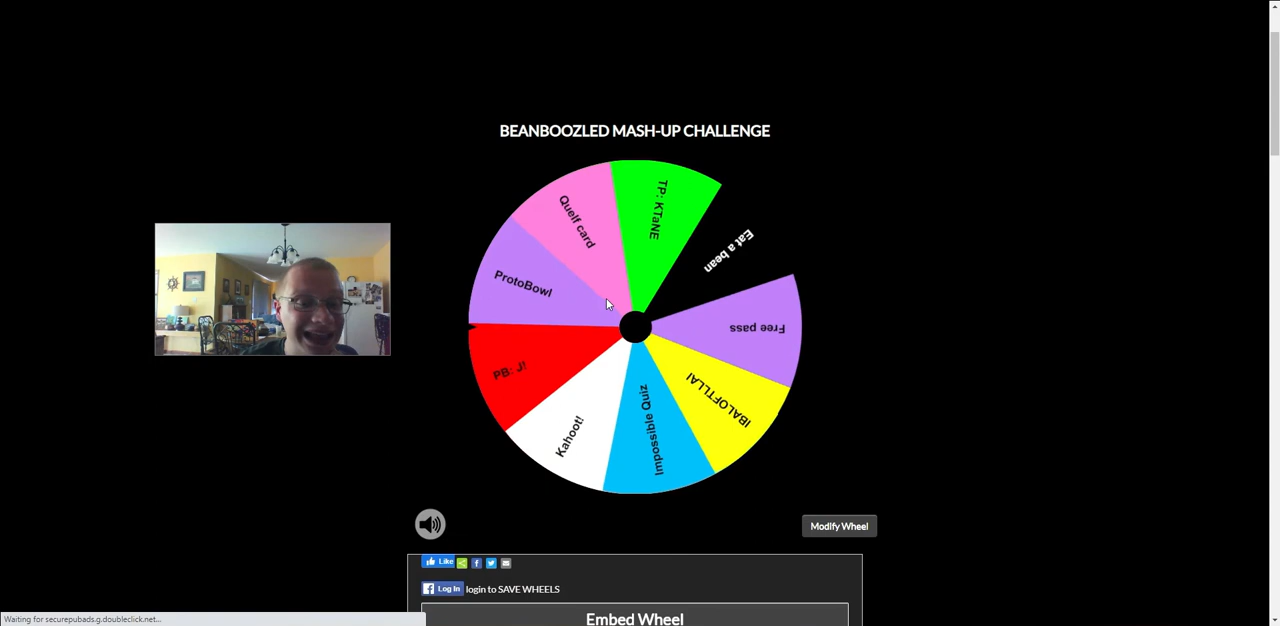 BEANBOOZLED MASH-UP CHALLENGE
TP: KTaNE
Quelf card
Eat a bean
ProtoBowl
Free pass
PB: J!
IBALOFTLLA!
Kahoot!
Impossible Quiz
Modify Wheel
Like
Log In login to SAVE WHEELS
Embed Wheel
Waiting for securepubads.g.doubleclick.net...